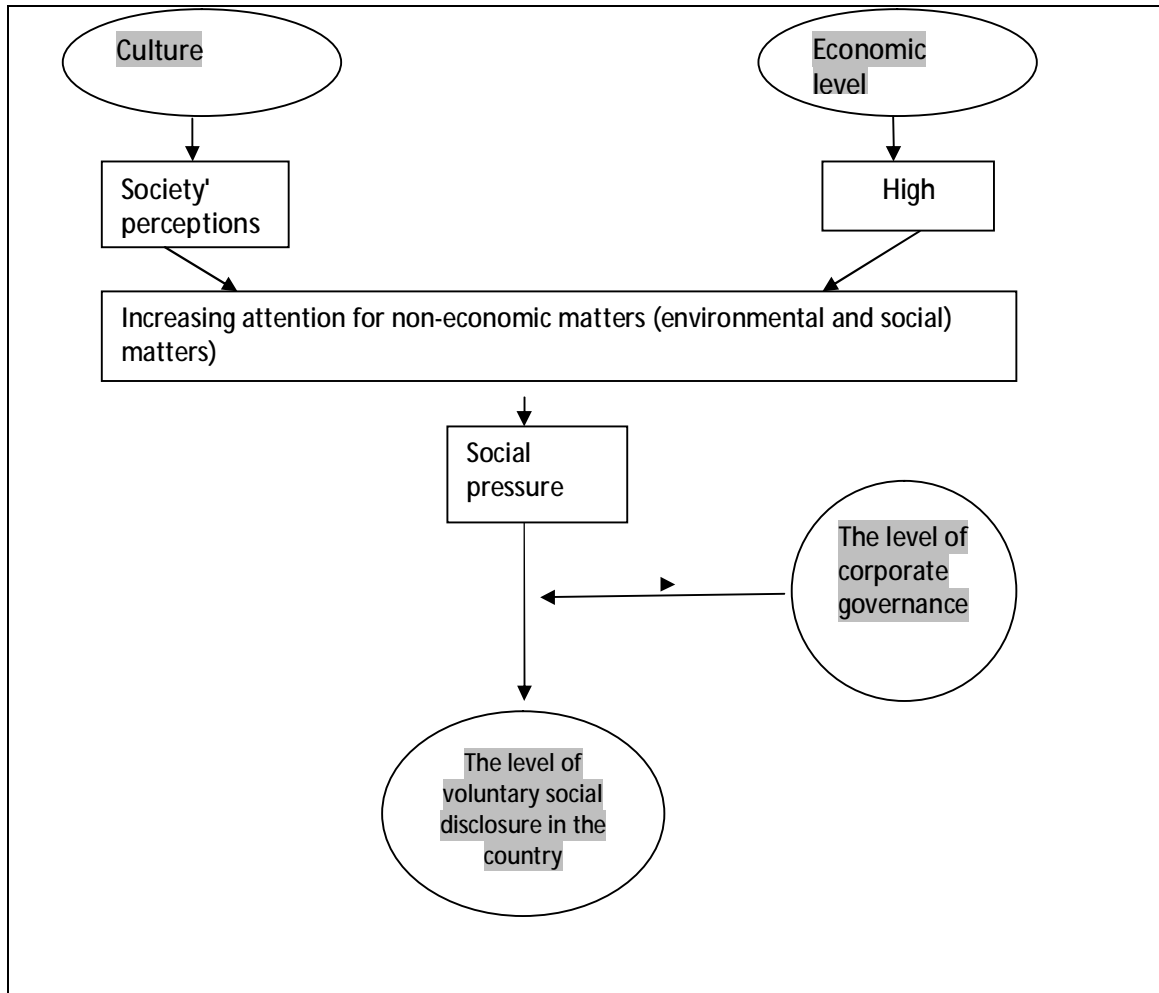 Culture
Economic
level
Society'
perceptions
High
Increasing attention for non-economic matters (environmental and social)
matters)
Social
pressure
The level of
corporate
governance
The level of
voluntary social
disclosure in the
country